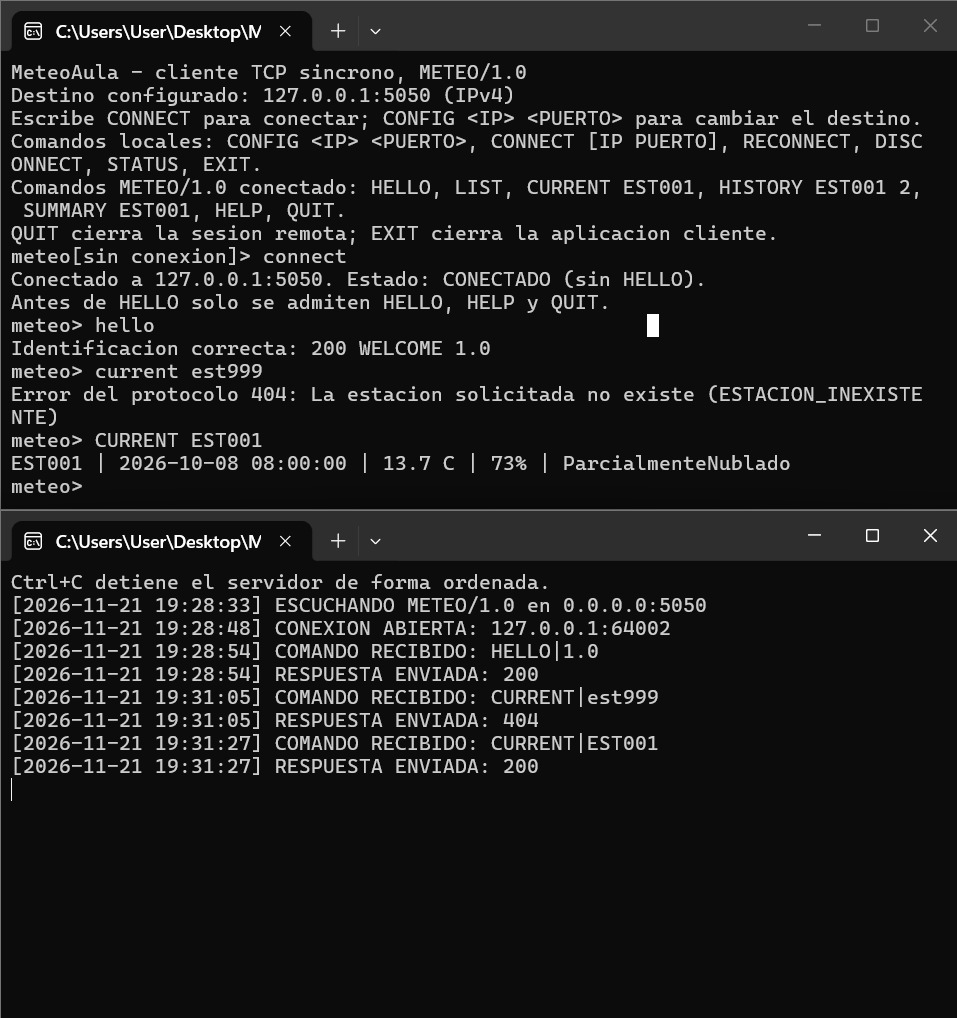 C:\Users\User\Desktop\M
MeteoAula - cliente TCP sincrono, METEO/1.0
Destino configurado: 127.0.0.1:5050 (IPv4)
Escribe CONNECT para conectar; CONFIG <IP> <PUERTO> para cambiar el destino.
Comandos locales: CONFIG <IP> <PUERTO>, CONNECT [IP PUERTO], RECONNECT, DISC
ONNECT, STATUS, EXIT.
Comandos METEO/1.0 conectado: HELLO, LIST, CURRENT EST001, HISTORY EST001 2,
 SUMMARY EST001, HELP, QUIT.
QUIT cierra la sesion remota; EXIT cierra la aplicacion cliente.
meteo[sin conexion]> connect
Conectado a 127.0.0.1:5050. Estado: CONECTADO (sin HELLO).
Antes de HELLO solo se admiten HELLO, HELP y QUIT.
meteo> hello
Identificacion correcta: 200 WELCOME 1.0
meteo> current est999
Error del protocolo 404: La estacion solicitada no existe (ESTACION_INEXISTE
NTE)
meteo> CURRENT EST001
EST001 | 2026-10-08 08:00:00 | 13.7 C | 73% | ParcialmenteNublado
meteo>
C:\Users\User\Desktop\M
Ctrl+C detiene el servidor de forma ordenada.
[2026-11-21 19:28:33] ESCUCHANDO METEO/1.0 en 0.0.0.0:5050
[2026-11-21 19:28:48] CONEXION ABIERTA: 127.0.0.1:64002
[2026-11-21 19:28:54] COMANDO RECIBIDO: HELLO|1.0
[2026-11-21 19:28:54] RESPUESTA ENVIADA: 200
[2026-11-21 19:31:05] COMANDO RECIBIDO: CURRENT|est999
[2026-11-21 19:31:05] RESPUESTA ENVIADA: 404
[2026-11-21 19:31:27] COMANDO RECIBIDO: CURRENT|EST001
[2026-11-21 19:31:27] RESPUESTA ENVIADA: 200